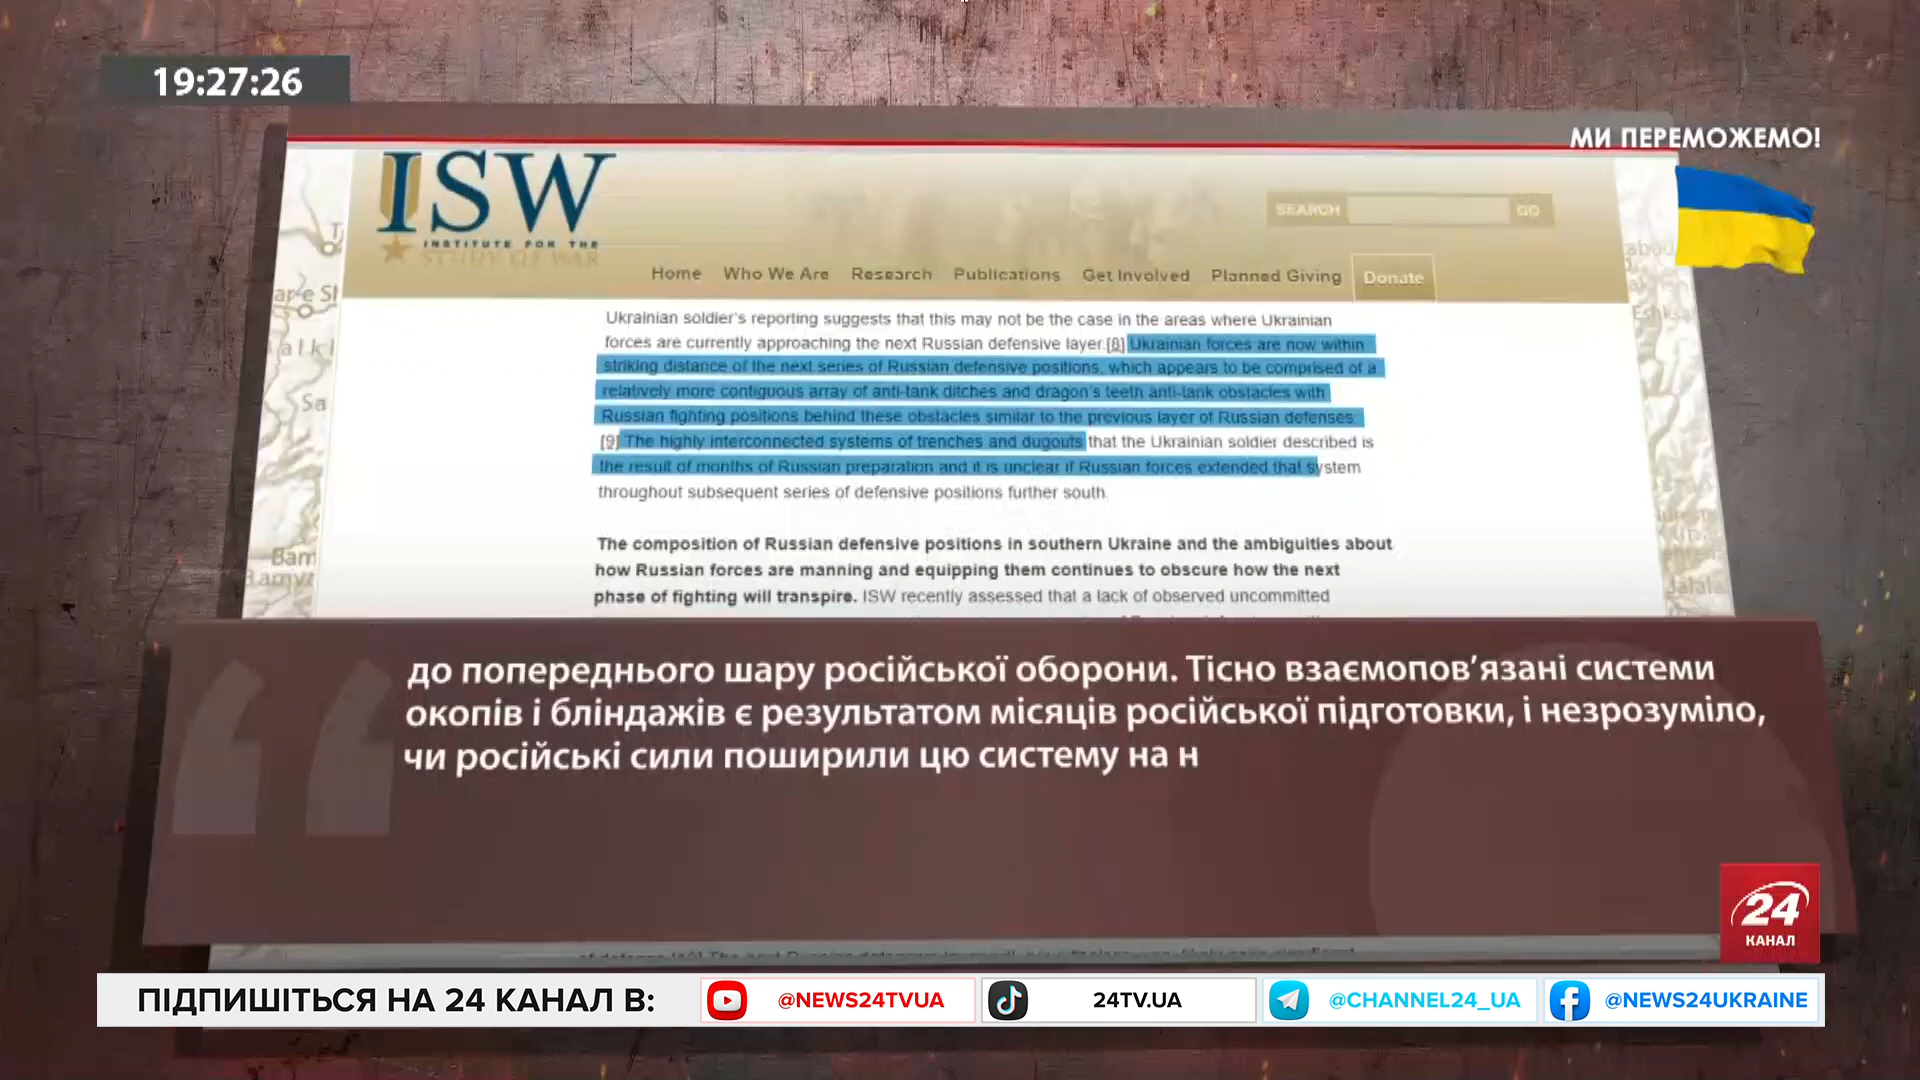 19:27:26
МИ ПЕРЕМОЖЕМО!
ISW
INSTITUTE FOR THE
STUDY OF WAR
SEARCH
GO
Home
Who We Are
Research
Publications
Get Involved
Planned Giving
Donate
Ukrainian soldier's reporting suggests that this may not be the case in the areas where Ukrainian
forces are currently approaching the next Russian defensive layer.[8] Ukrainian forces are now within
striking distance of the next series of Russian defensive positions, which appears to be comprised of a
relatively more contiguous array of anti-tank ditches and dragon's teeth anti-tank obstacles with
Russian fighting positions behind these obstacles similar to the previous layer of Russian defenses.
[9] The highly interconnected systems of trenches and dugouts that the Ukrainian soldier described is
the result of months of Russian preparation and it is unclear if Russian forces extended that system
throughout subsequent series of defensive positions further south.
The composition of Russian defensive positions in southern Ukraine and the ambiguities about
how Russian forces are manning and equipping them continues to obscure how the next
phase of fighting will transpire. ISW recently assessed that a lack of observed uncommitted
до попереднього шару російської оборони. Тісно взаємопов'язані системи
окопів і бліндажів є результатом місяців російської підготовки, і незрозуміло,
чи російські сили поширили цю систему на н
24
КАНАЛ
ПІДПИШІТЬСЯ НА 24 КАНАЛ В:
@NEWS24TVUA
24TV.UA
@CHANNEL24_UA
@NEWS24UKRAINE